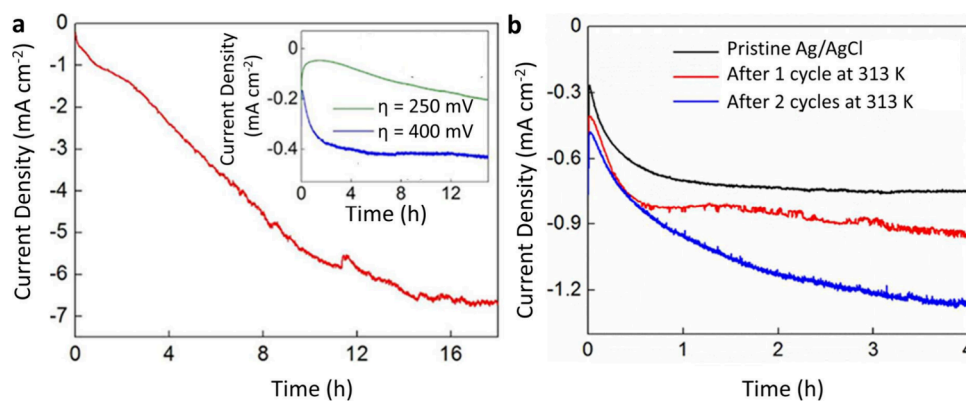 a
Current Density (mA cm⁻²)
0
-1
-2
-3
-4
-5
-6
-7
0
4
8
12
16
Time (h)
Current Density
(mA cm⁻²)
0
-0.2
-0.4
0
4
8
12
Time (h)
η = 250 mV
η = 400 mV
b
Current Density (mA cm⁻²)
-0.3
-0.6
-0.9
-1.2
0
1
2
3
4
Time (h)
Pristine Ag/AgCl
After 1 cycle at 313 K
After 2 cycles at 313 K